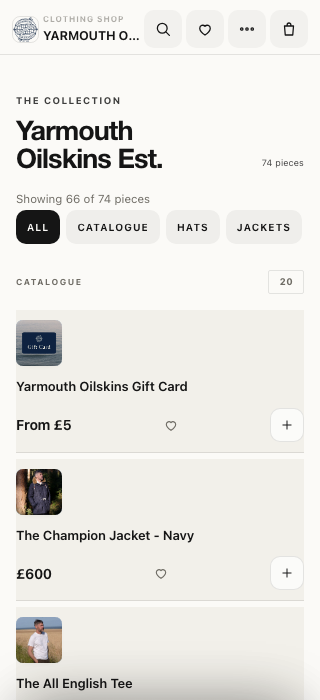 CLOTHING SHOP
YARMOUTH O...
THE COLLECTION
Yarmouth
Oilskins Est.
74 pieces
Showing 66 of 74 pieces
ALL
CATALOGUE
HATS
JACKETS
CATALOGUE
20
Gift Card
Yarmouth Oilskins Gift Card
From £5
The Champion Jacket - Navy
£600
The All English Tee